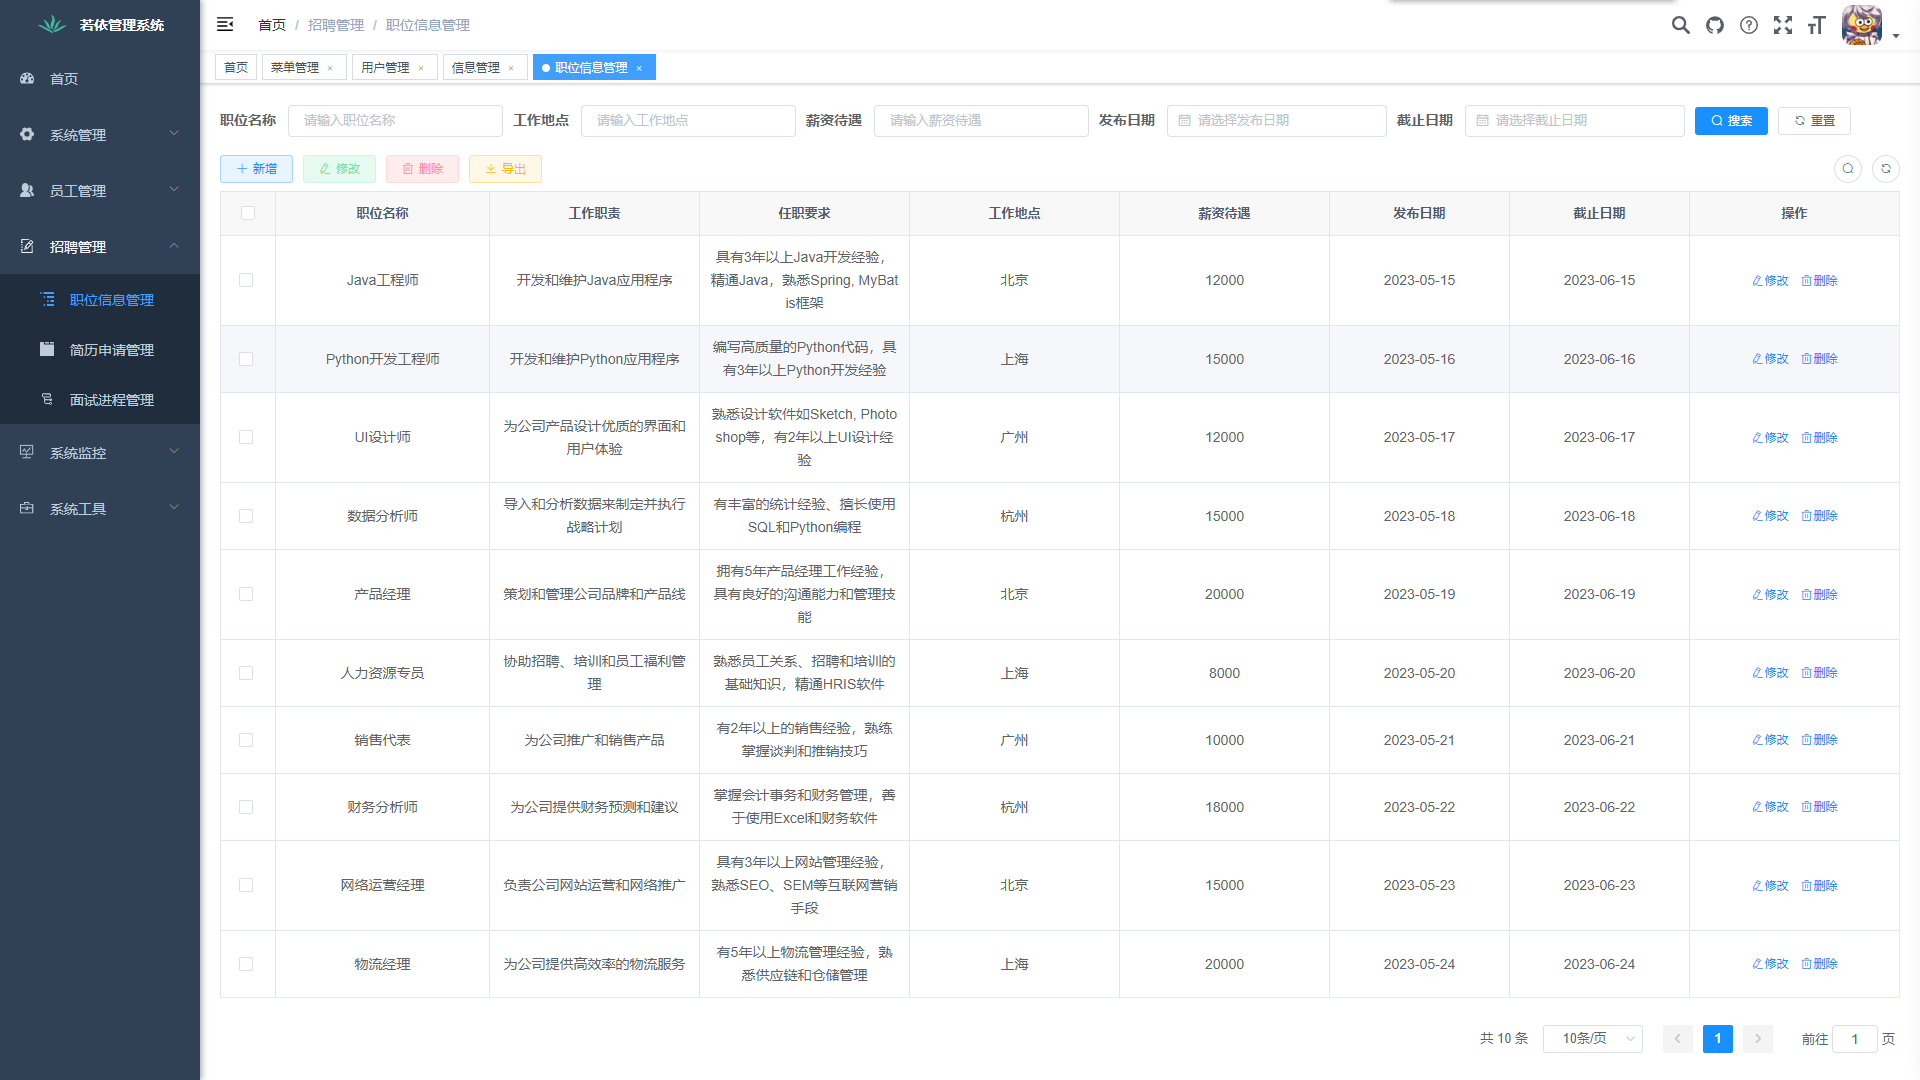 若依管理系统
首页
系统管理
员工管理
招聘管理
职位信息管理
简历申请管理
面试进程管理
系统监控
系统工具
首页 / 招聘管理 / 职位信息管理
首页 菜单管理 × 用户管理 × 信息管理 × 职位信息管理 ×
职位名称 请输入职位名称 工作地点 请输入工作地点 薪资待遇 请输入薪资待遇 发布日期 请选择发布日期 截止日期 请选择截止日期 搜索 重置
新增 修改 删除 导出
职位名称 工作职责 任职要求 工作地点 薪资待遇 发布日期 截止日期 操作
Java工程师 开发和维护Java应用程序
具有3年以上Java开发经验，
精通Java，熟悉Spring, MyBat
is框架
北京 12000 2023-05-15 2023-06-15 修改 删除
Python开发工程师 开发和维护Python应用程序
编写高质量的Python代码，具
有3年以上Python开发经验
上海 15000 2023-05-16 2023-06-16 修改 删除
UI设计师
为公司产品设计优质的界面和
用户体验
熟悉设计软件如Sketch, Photo
shop等，有2年以上UI设计经
验
广州 12000 2023-05-17 2023-06-17 修改 删除
数据分析师
导入和分析数据来制定并执行
战略计划
有丰富的统计经验、擅长使用
SQL和Python编程
杭州 15000 2023-05-18 2023-06-18 修改 删除
产品经理 策划和管理公司品牌和产品线
拥有5年产品经理工作经验，
具有良好的沟通能力和管理技
能
北京 20000 2023-05-19 2023-06-19 修改 删除
人力资源专员
协助招聘、培训和员工福利管
理
熟悉员工关系、招聘和培训的
基础知识，精通HRIS软件
上海 8000 2023-05-20 2023-06-20 修改 删除
销售代表 为公司推广和销售产品
有2年以上的销售经验，熟练
掌握谈判和推销技巧
广州 10000 2023-05-21 2023-06-21 修改 删除
财务分析师 为公司提供财务预测和建议
掌握会计事务和财务管理，善
于使用Excel和财务软件
杭州 18000 2023-05-22 2023-06-22 修改 删除
网络运营经理 负责公司网站运营和网络推广
具有3年以上网站管理经验，
熟悉SEO、SEM等互联网营销
手段
北京 15000 2023-05-23 2023-06-23 修改 删除
物流经理 为公司提供高效率的物流服务
有5年以上物流管理经验，熟
悉供应链和仓储管理
上海 20000 2023-05-24 2023-06-24 修改 删除
共 10 条 10条/页 1 前往 1 页